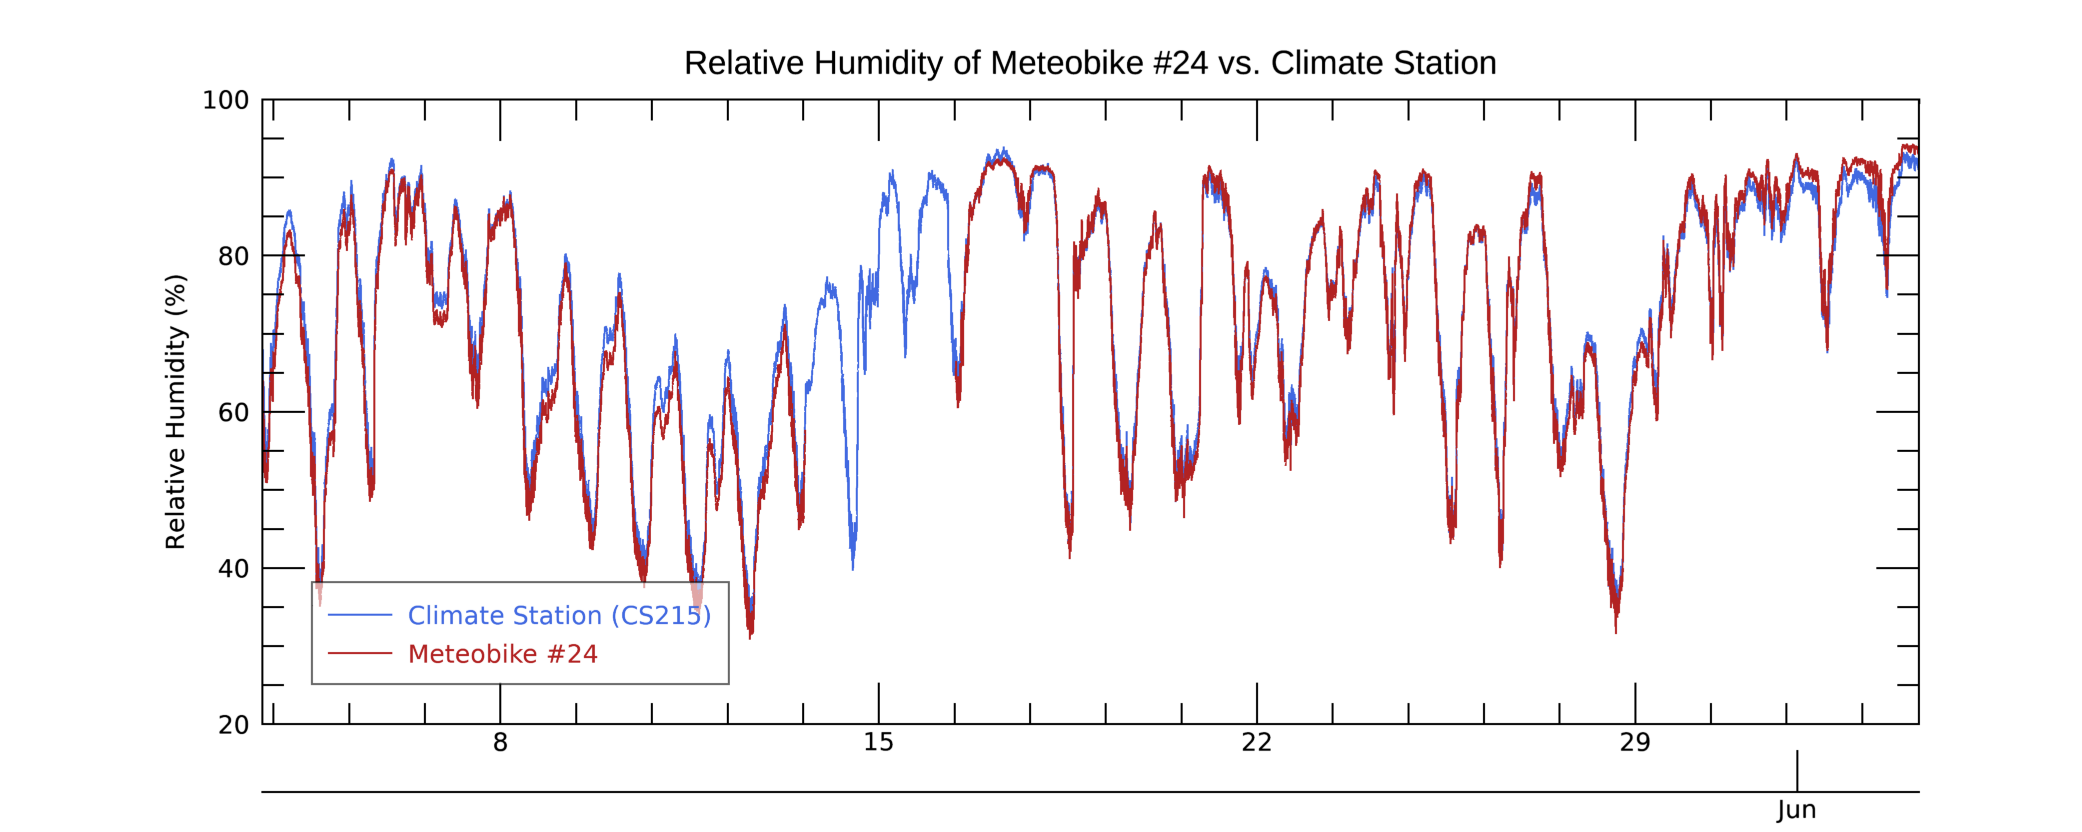 Relative Humidity of Meteobike #24 vs. Climate Station
100
80
60
40
20
Relative Humidity (%)
Climate Station (CS215)
Meteobike #24
8
15
22
29
Jun